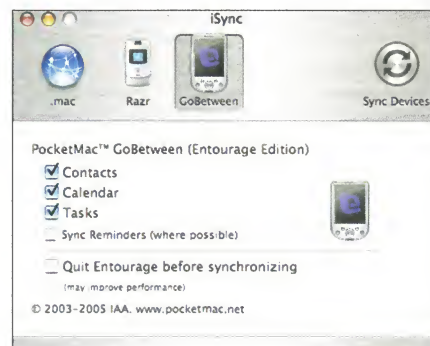 iSync
.mac
Razr
GoBetween
Sync Devices
PocketMac™ GoBetween (Entourage Edition)
Contacts
Calendar
Tasks
Sync Reminders (where possible)
Quit Entourage before synchronizing
(may improve performance)
© 2003-2005 IAA. www.pocketmac.net